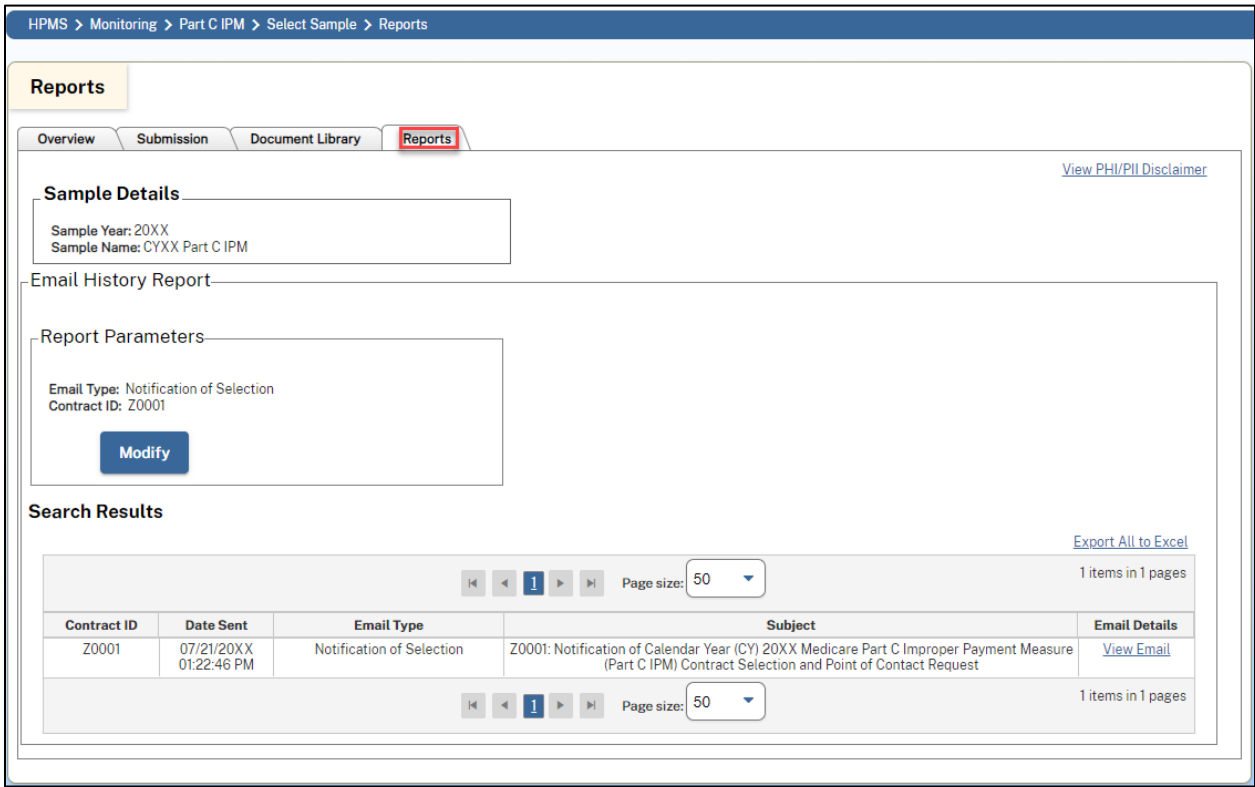 HPMS > Monitoring > Part C IPM > Select Sample > Reports
Reports
Overview
Submission
Document Library
Reports
View PHI/PII Disclaimer
Sample Details
Sample Year: 20XX
Sample Name: CYXX Part C IPM
Email History Report
Report Parameters
Email Type: Notification of Selection
Contract ID: Z0001
Modify
Search Results
Export All to Excel
1 Page size: 50 1 items in 1 pages
Contract ID Date Sent Email Type Subject Email Details
Z0001 07/21/20XX Notification of Selection Z0001: Notification of Calendar Year (CY) 20XX Medicare Part C Improper Payment Measure View Email
01:22:46 PM (Part C IPM) Contract Selection and Point of Contact Request
1 Page size: 50 1 items in 1 pages